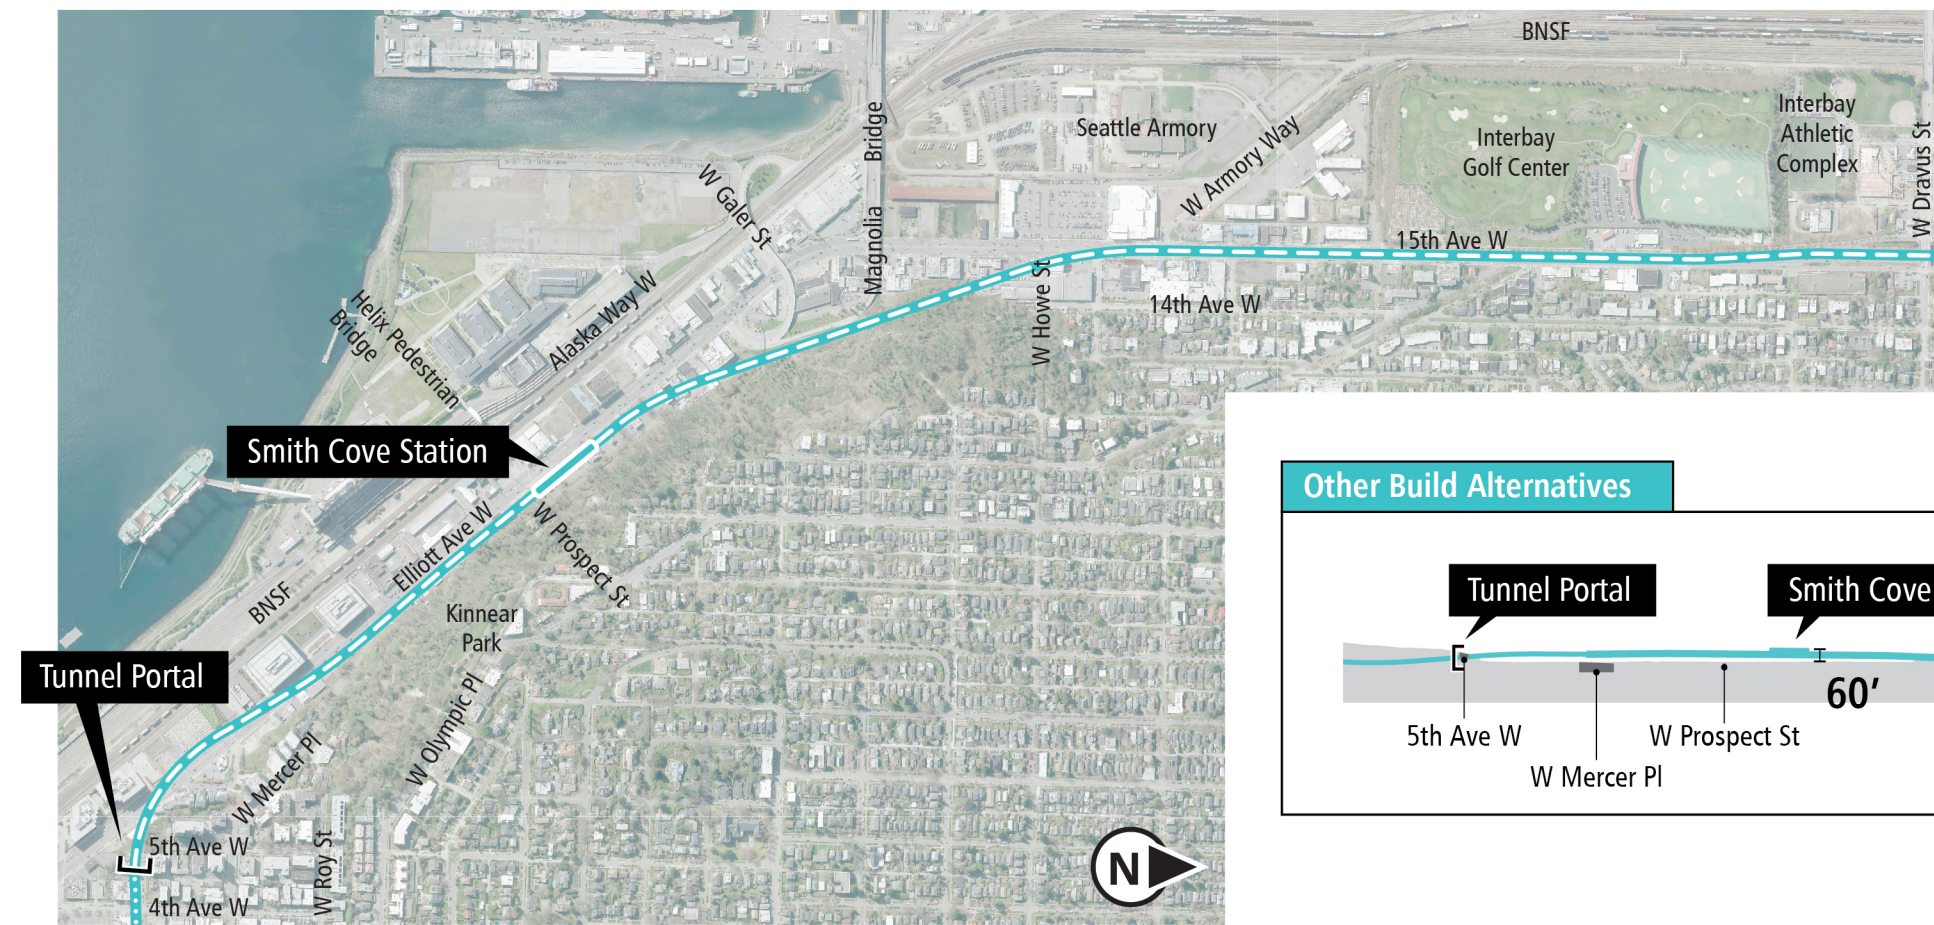 BNSF
Seattle Armory
W Armory Way
Interbay
Golf Center
Interbay
Athletic
Complex
W Dravus St
W Galer St
Magnolia Bridge
15th Ave W
14th Ave W
W Howe St
Helix Pedestrian
Bridge
Alaska Way W
Smith Cove Station
Elliott Ave W
W Prospect St
BNSF
Kinnear
Park
Tunnel Portal
W Olympic Pl
W Mercer Pl
5th Ave W
W Roy St
4th Ave W
N
Other Build Alternatives
Tunnel Portal
Smith Cove
60’
5th Ave W
W Prospect St
W Mercer Pl